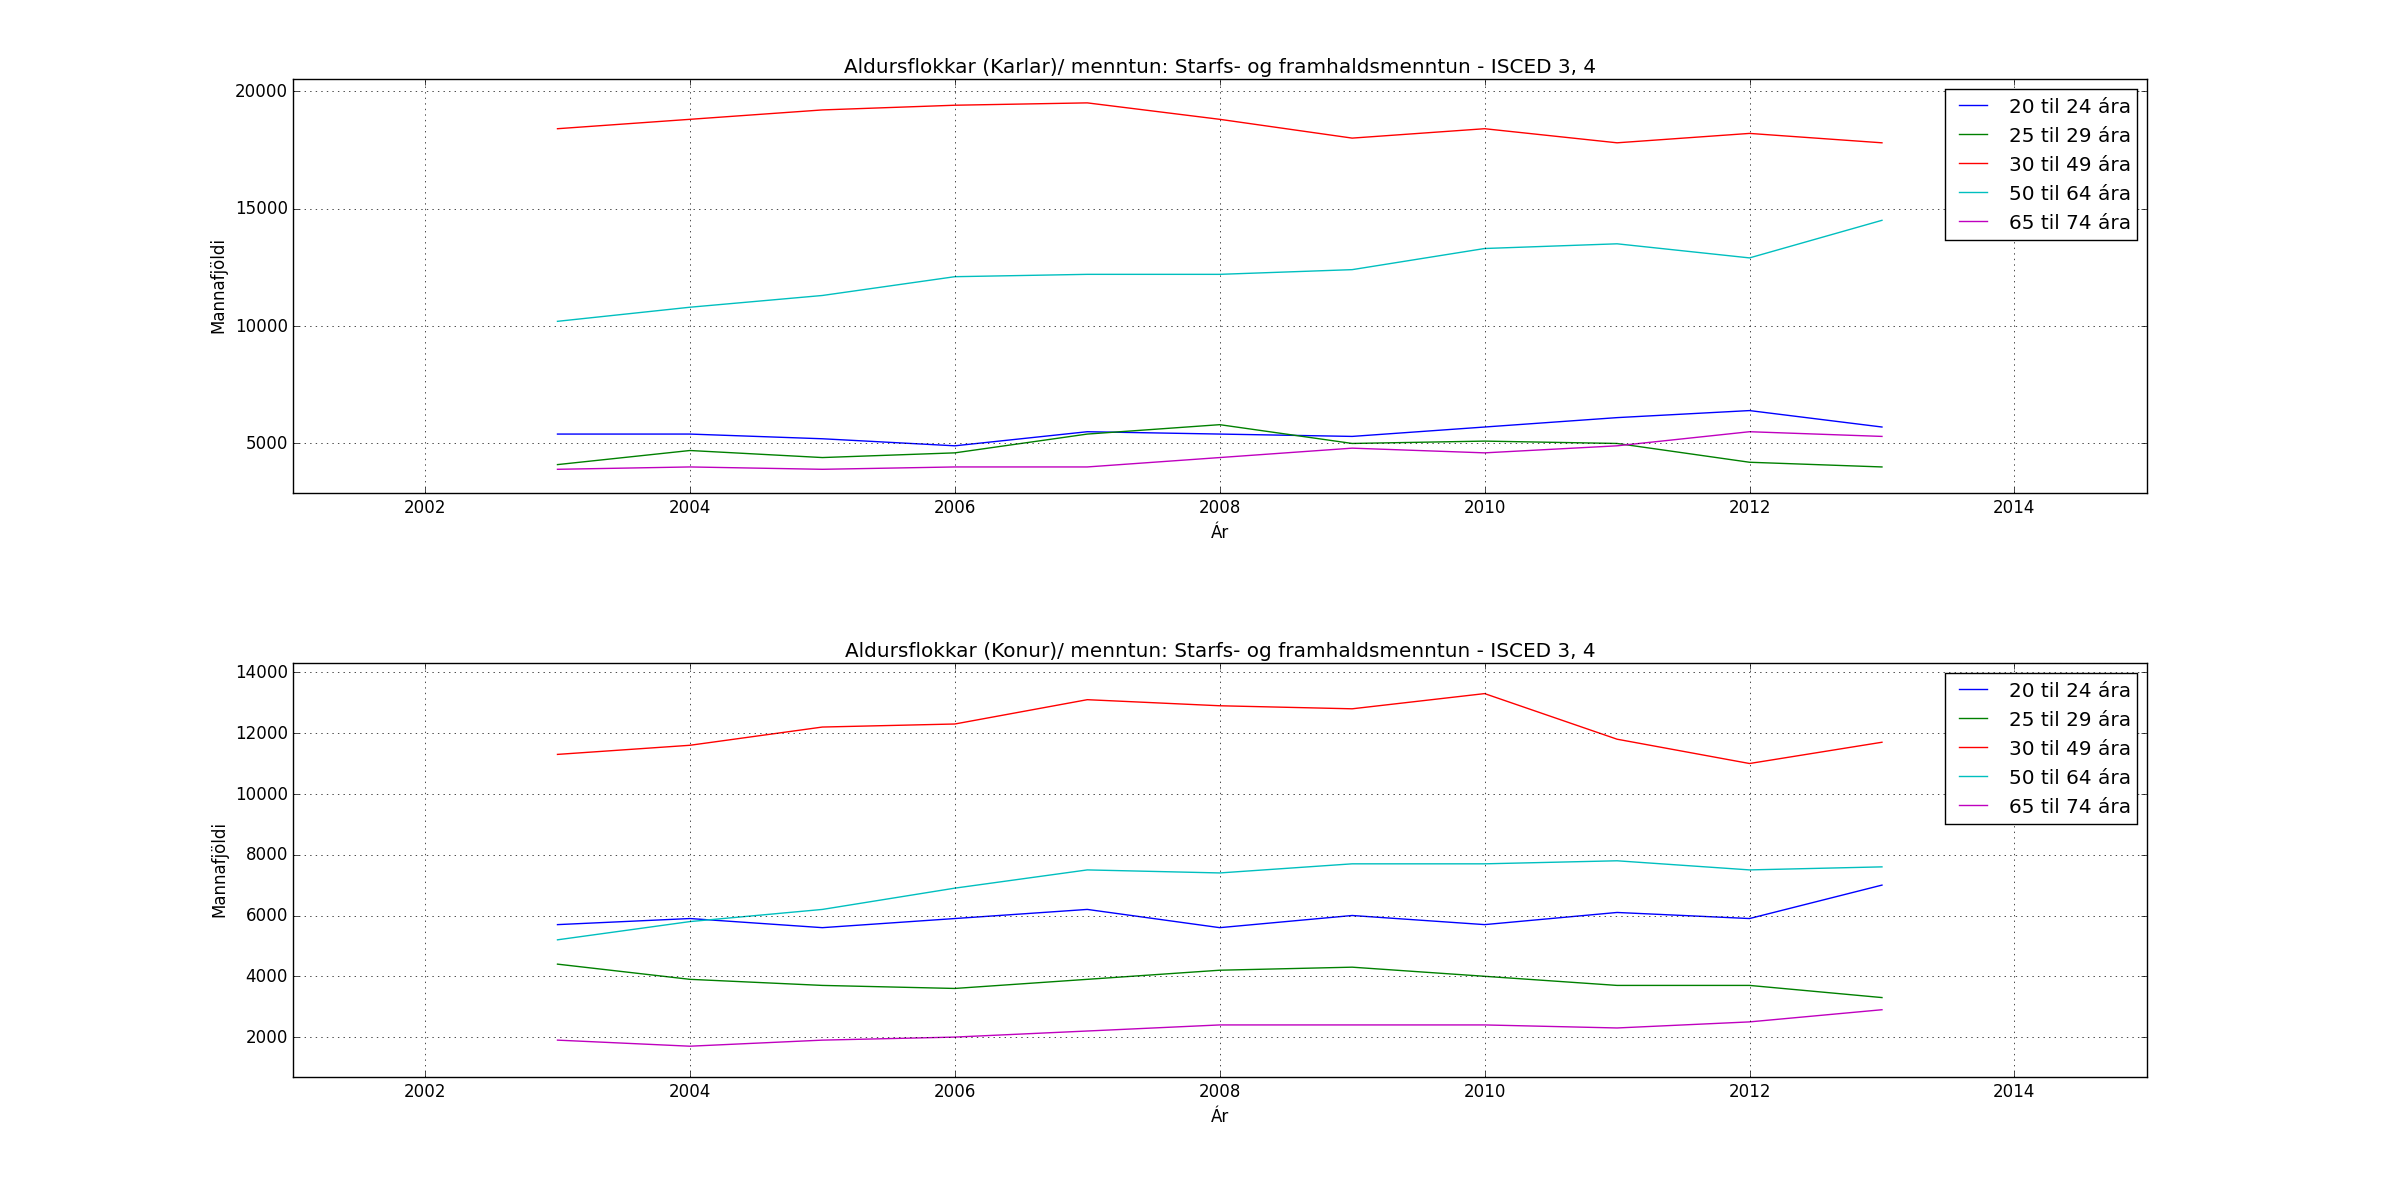 Aldursflokkar (Karlar)/ menntun: Starfs- og framhaldsmenntun - ISCED 3, 4
20000
15000
10000
5000
Mannafjöldi
20 til 24 ára
25 til 29 ára
30 til 49 ára
50 til 64 ára
65 til 74 ára
2002 2004 2006 2008 2010 2012 2014
Ár
Aldursflokkar (Konur)/ menntun: Starfs- og framhaldsmenntun - ISCED 3, 4
14000
12000
10000
8000
6000
4000
2000
Mannafjöldi
20 til 24 ára
25 til 29 ára
30 til 49 ára
50 til 64 ára
65 til 74 ára
2002 2004 2006 2008 2010 2012 2014
Ár